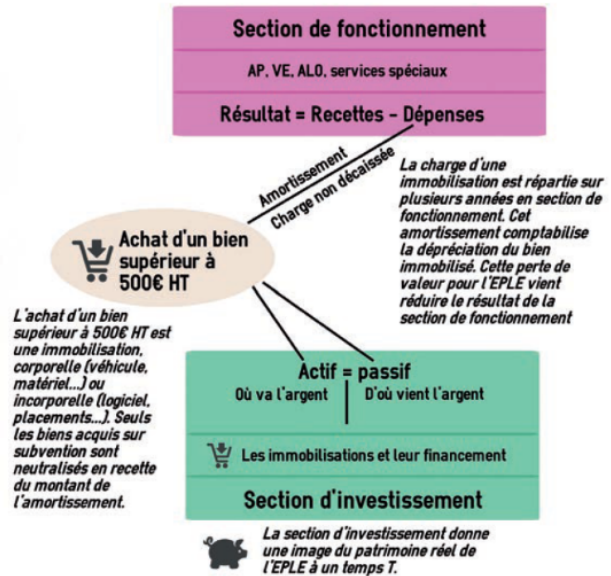 Section de fonctionnement
AP, VE, ALO, services spéciaux
Résultat = Recettes - Dépenses
Amortissement
Charge non décaissée
La charge d'une
immobilisation est répartie sur
plusieurs années en section de
fonctionnement. Cet
amortissement comptabilise
la dépréciation du bien
immobilisé. Cette perte de
valeur pour l'EPLE vient
réduire le résultat de la
section de fonctionnement
Achat d'un bien
supérieur à
500€ HT
L'achat d'un bien
supérieur à 500€ HT est
une immobilisation,
corporelle (véhicule,
matériel...) ou
incorporelle (logiciel,
placements...). Seuls
les biens acquis sur
subvention sont
neutralisés en recette
du montant de
l'amortissement.
Actif = passif
Où va l'argent
D'où vient l'argent
Les immobilisations et leur financement
Section d'investissement
La section d'investissement donne
une image du patrimoine réel de
l'EPLE à un temps T.